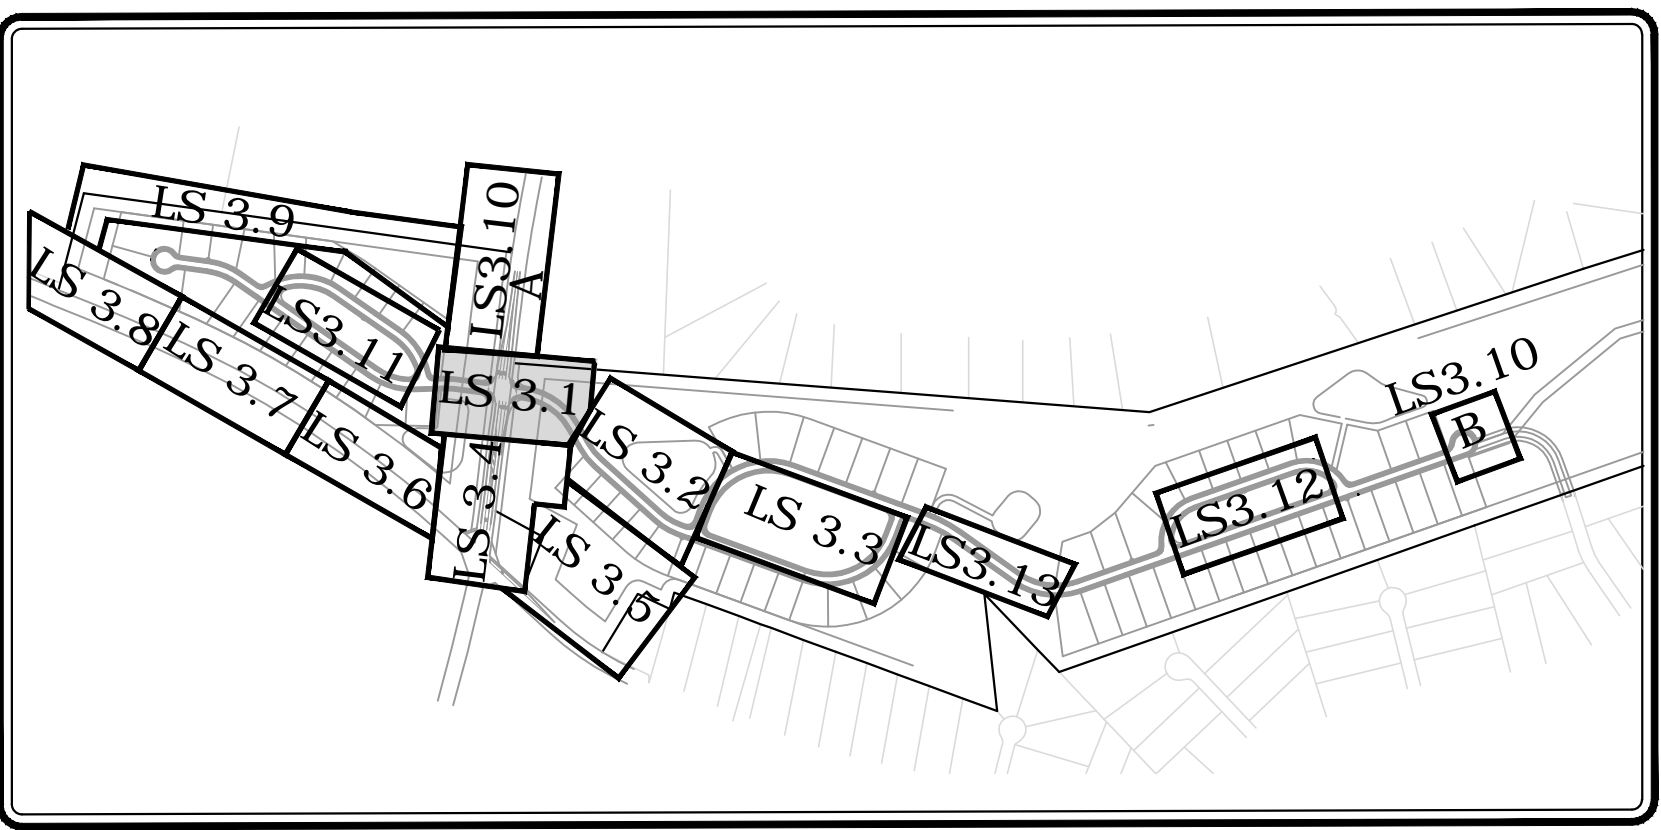 LS 3.9
LS3.10
A
LS 3.8
LS 3.7
LS3.11
LS 3.6
LS 3.1
LS 3.4
LS 3.2
LS 3.5
LS 3.3
LS3.13
LS3.12
LS3.10
B